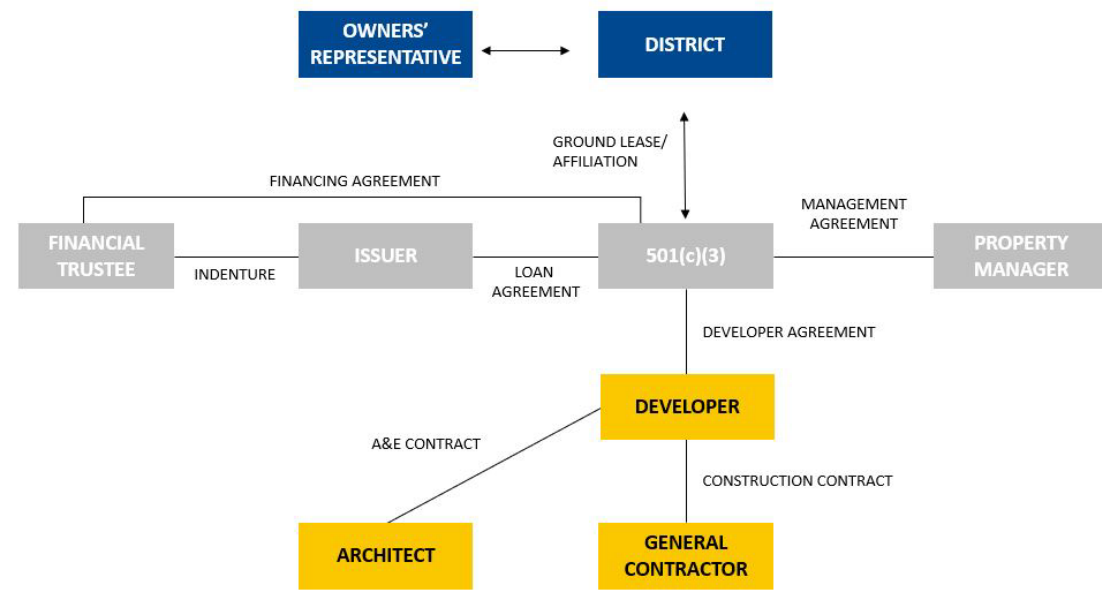 OWNERS'
REPRESENTATIVE
DISTRICT
GROUND LEASE/
AFFILIATION
FINANCING AGREEMENT
MANAGEMENT
AGREEMENT
FINANCIAL
TRUSTEE
INDENTURE
ISSUER
LOAN
AGREEMENT
501(c)(3)
PROPERTY
MANAGER
DEVELOPER AGREEMENT
DEVELOPER
A&E CONTRACT
CONSTRUCTION CONTRACT
ARCHITECT
GENERAL
CONTRACTOR